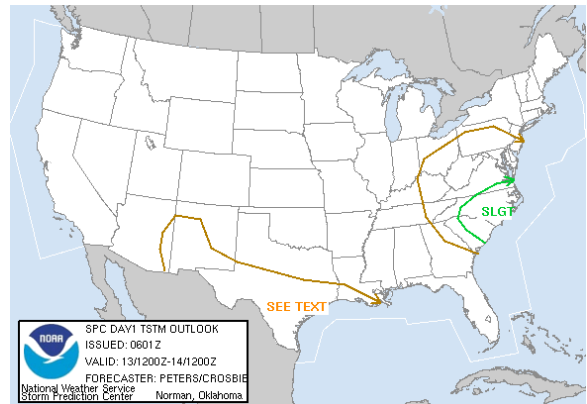 SLGT
SEE TEXT
SPC DAY1 TSTM OUTLOOK
ISSUED: 0601Z
VALID: 13/1200Z-14/1200Z
FORECASTER: PETERS/CROSBIE
National Weather Service
Storm Prediction Center Norman, Oklahoma
NOAA